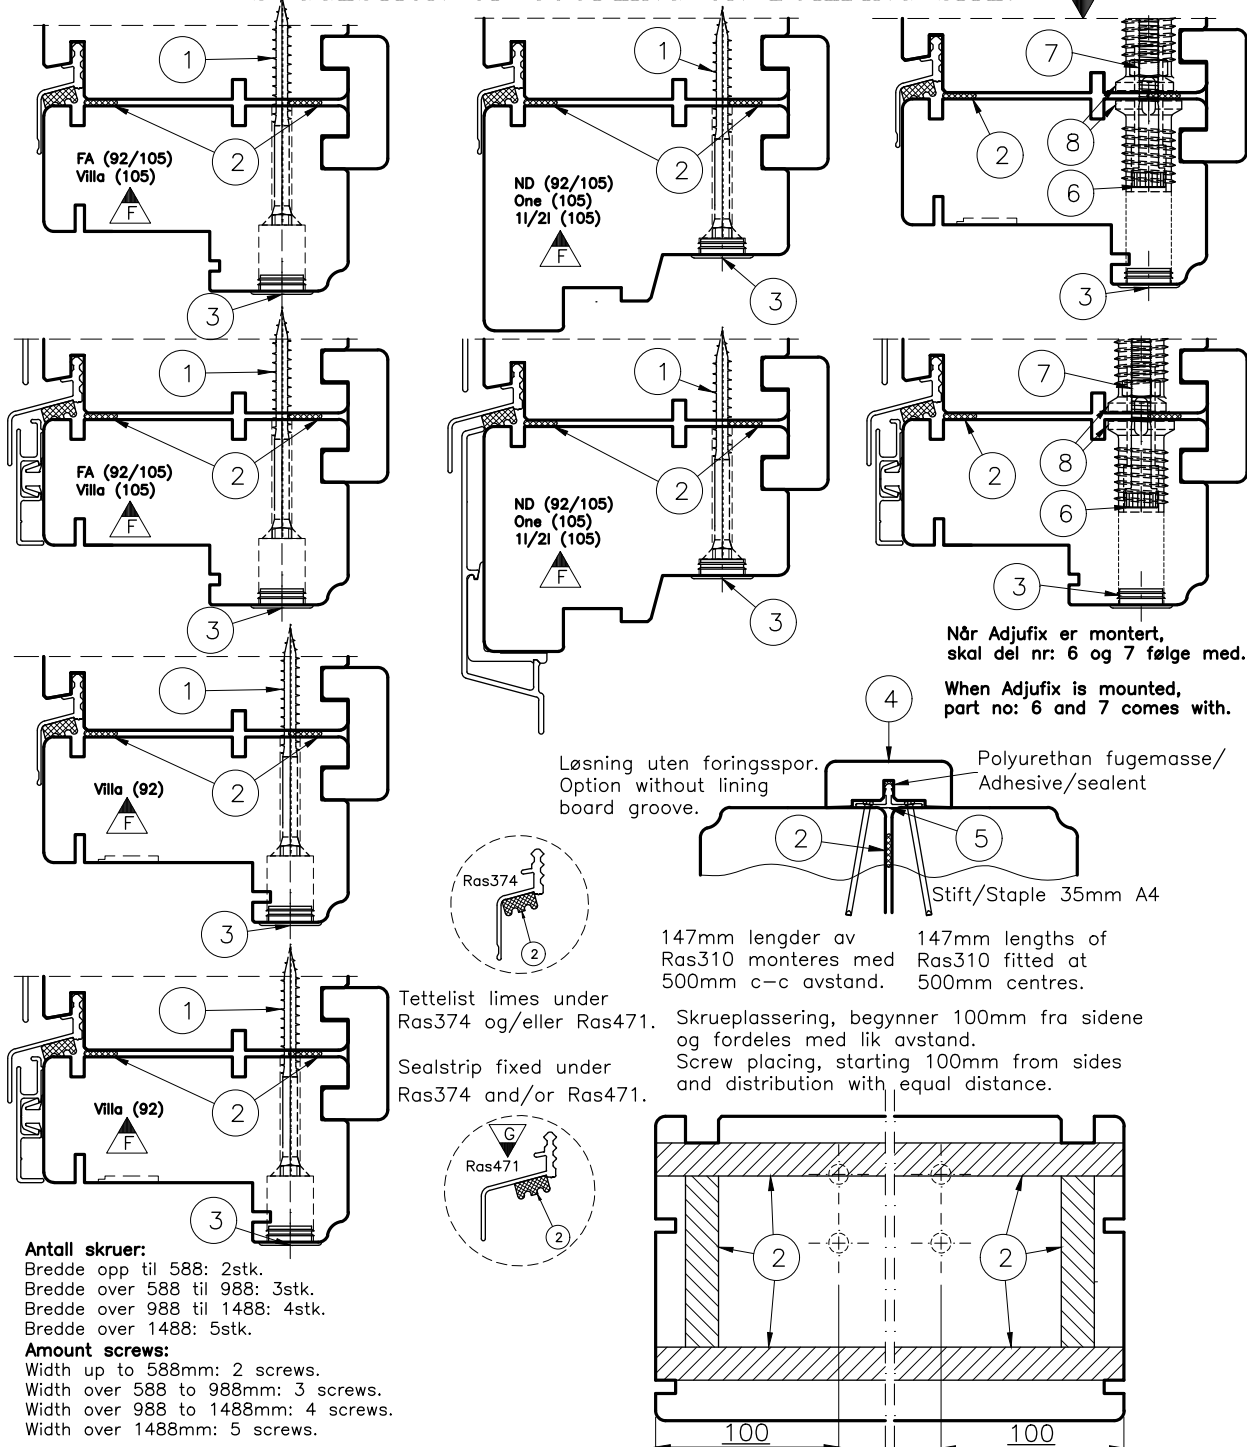 1
2
FA (92/105)
Villa (105)
F
3
1
2
ND (92/105)
One (105)
1I/2I (105)
F
3
7
2
8
6
3
1
2
FA (92/105)
Villa (105)
F
3
1
2
ND (92/105)
One (105)
1I/2I (105)
F
3
7
2
8
6
3
Når Adjufix er montert,
skal del nr: 6 og 7 følge med.
When Adjufix is mounted,
part no: 6 and 7 comes with.
1
2
Villa (92)
F
3
4
Løsning uten foringsspor.
Option without lining
board groove.
Polyurethan fugemasse/
Adhesive/sealent
2
5
Stift/Staple 35mm A4
147mm lengder av
Ras310 monteres med
500mm c-c avstand.
147mm lengths of
Ras310 fitted at
500mm centres.
Ras374
2
Tettelist limes under
Ras374 og/eller Ras471.
Sealstrip fixed under
Ras374 and/or Ras471.
Skrueplassering, begynner 100mm fra sidene
og fordeles med lik avstand.
Screw placing, starting 100mm from sides
and distribution with equal distance.
1
2
Villa (92)
F
3
G
Ras471
2
2
2
100
100
Antall skruer:
Bredde opp til 588: 2stk.
Bredde over 588 til 988: 3stk.
Bredde over 988 til 1488: 4stk.
Bredde over 1488: 5stk.
Amount screws:
Width up to 588mm: 2 screws.
Width over 588 to 988mm: 3 screws.
Width over 988 to 1488mm: 4 screws.
Width over 1488mm: 5 screws.